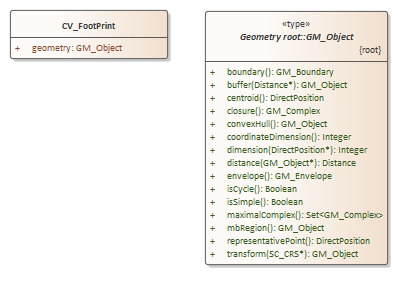 CV_FootPrint
+ geometry: GM_Object
«type»
Geometry root::GM_Object
{root}
+ boundary(): GM_Boundary
+ buffer(Distance*): GM_Object
+ centroid(): DirectPosition
+ closure(): GM_Complex
+ convexHull(): GM_Object
+ coordinateDimension(): Integer
+ dimension(DirectPosition*): Integer
+ distance(GM_Object*): Distance
+ envelope(): GM_Envelope
+ isCycle(): Boolean
+ isSimple(): Boolean
+ maximalComplex(): Set<GM_Complex>
+ mbRegion(): GM_Object
+ representativePoint(): DirectPosition
+ transform(SC_CRS*): GM_Object